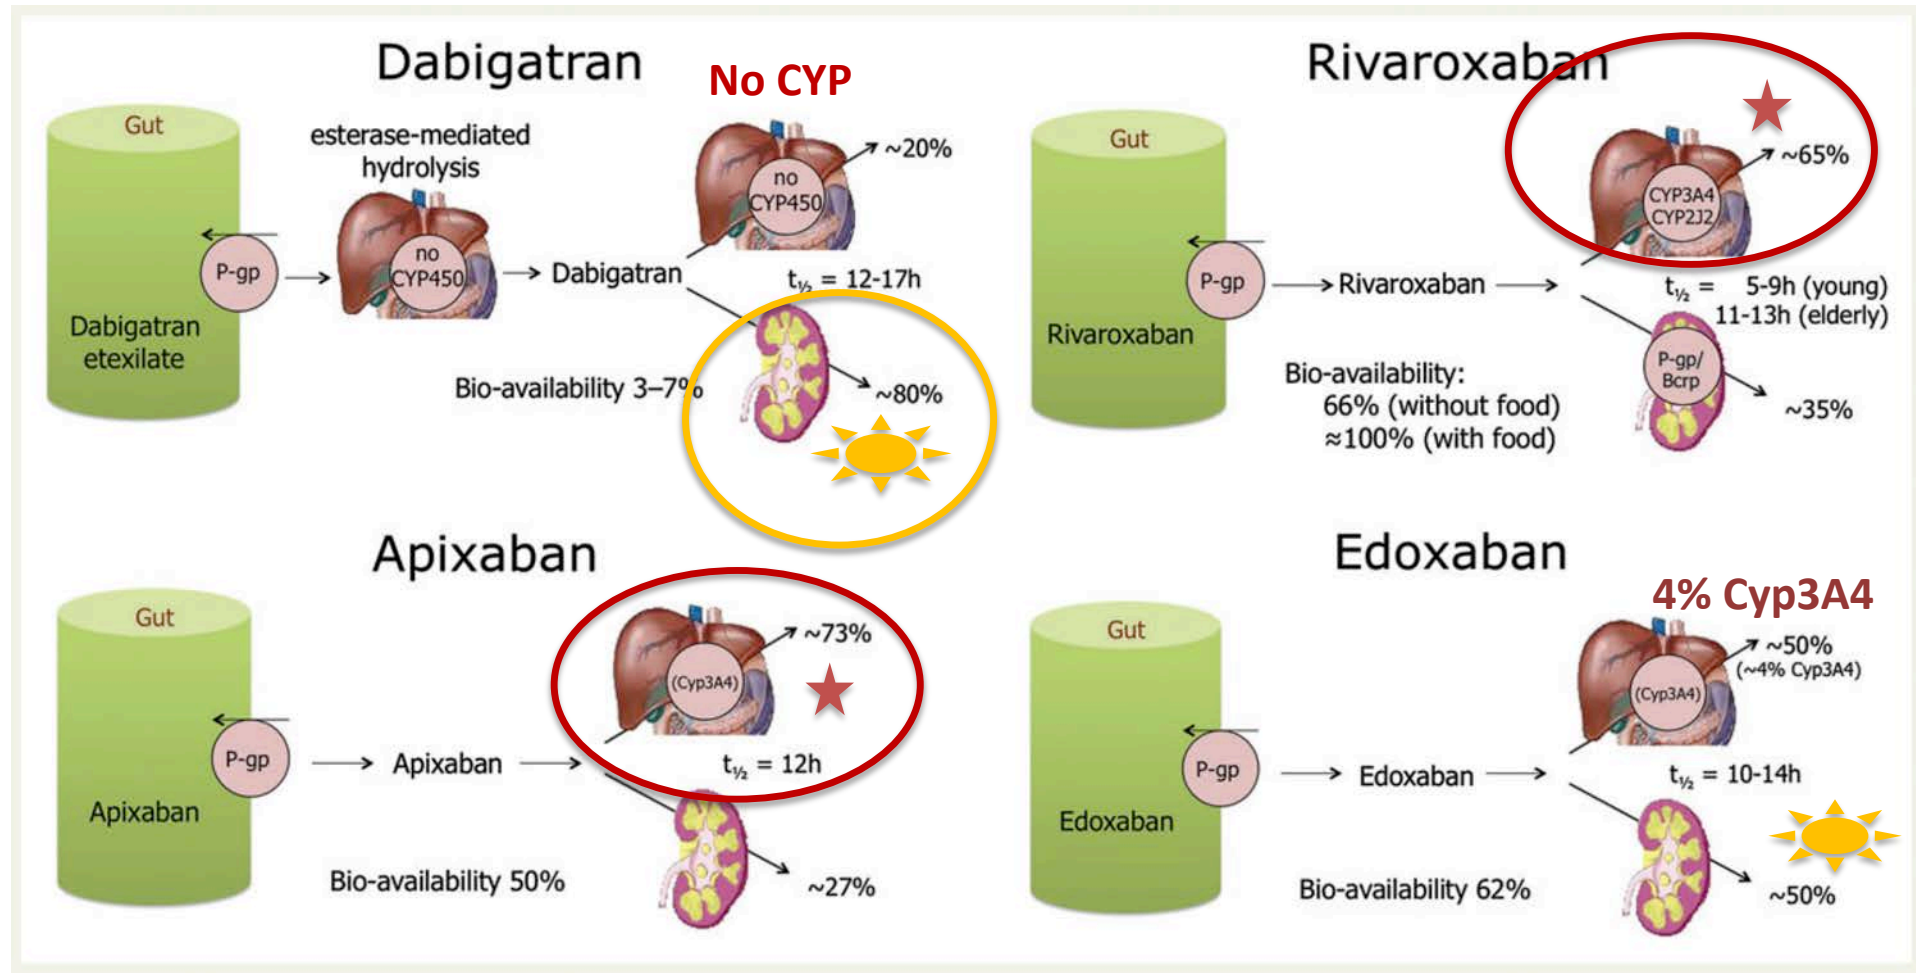 Dabigatran
No CYP
Gut
esterase-mediated
hydrolysis
no
CYP450
~20%
P-gp
no
CYP450
Dabigatran
t½ = 12-17h
Dabigatran
etexilate
Bio-availability 3–7%
~80%
Rivaroxaban
Gut
CYP3A4
CYP2J2
~65%
P-gp
Rivaroxaban
t½ = 5-9h (young)
11-13h (elderly)
Rivaroxaban
P-gp/
Bcrp
Bio-availability:
66% (without food)
≈100% (with food)
~35%
Apixaban
Gut
~73%
(Cyp3A4)
P-gp
Apixaban
t½ = 12h
Apixaban
Bio-availability 50%
~27%
Edoxaban
4% Cyp3A4
Gut
~50%
(~4% Cyp3A4)
(Cyp3A4)
P-gp
Edoxaban
t½ = 10-14h
Edoxaban
Bio-availability 62%
~50%